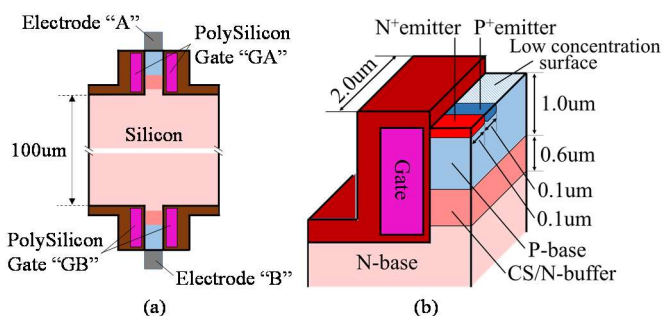 Electrode “A”
PolySilicon
Gate “GA”
Silicon
100um
PolySilicon
Gate “GB”
Electrode “B”
(a)
N+emitter
P+emitter
Low concentration
surface
2.0um
1.0um
0.6um
Gate
0.1um
0.1um
P-base
CS/N-buffer
N-base
(b)